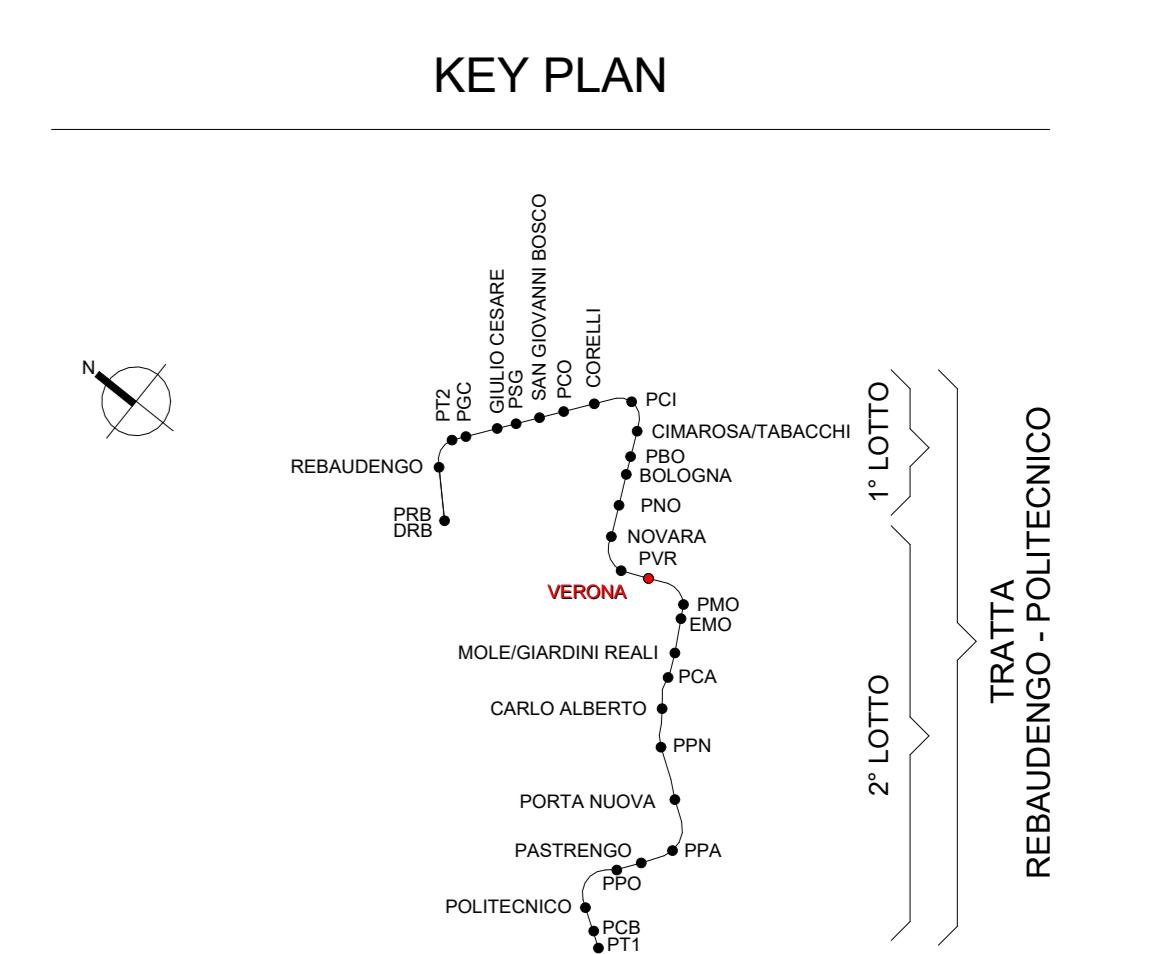 KEY PLAN
N
PT2
PGC
GIULIO CESARE
PSG
SAN GIOVANNI BOSCO
PCO
CORELLI
PCI
CIMAROSA/TABACCHI
REBAUDENGO
PBO
BOLOGNA
PNO
PRB
DRB
NOVARA
PVR
VERONA
PMO
EMO
MOLE/GIARDINI REALI
PCA
CARLO ALBERTO
PPN
PORTA NUOVA
PASTRENGO
PPA
PPO
POLITECNICO
PCB
PT1
1° LOTTO
2° LOTTO
TRATTA
REBAUDENGO - POLITECNICO